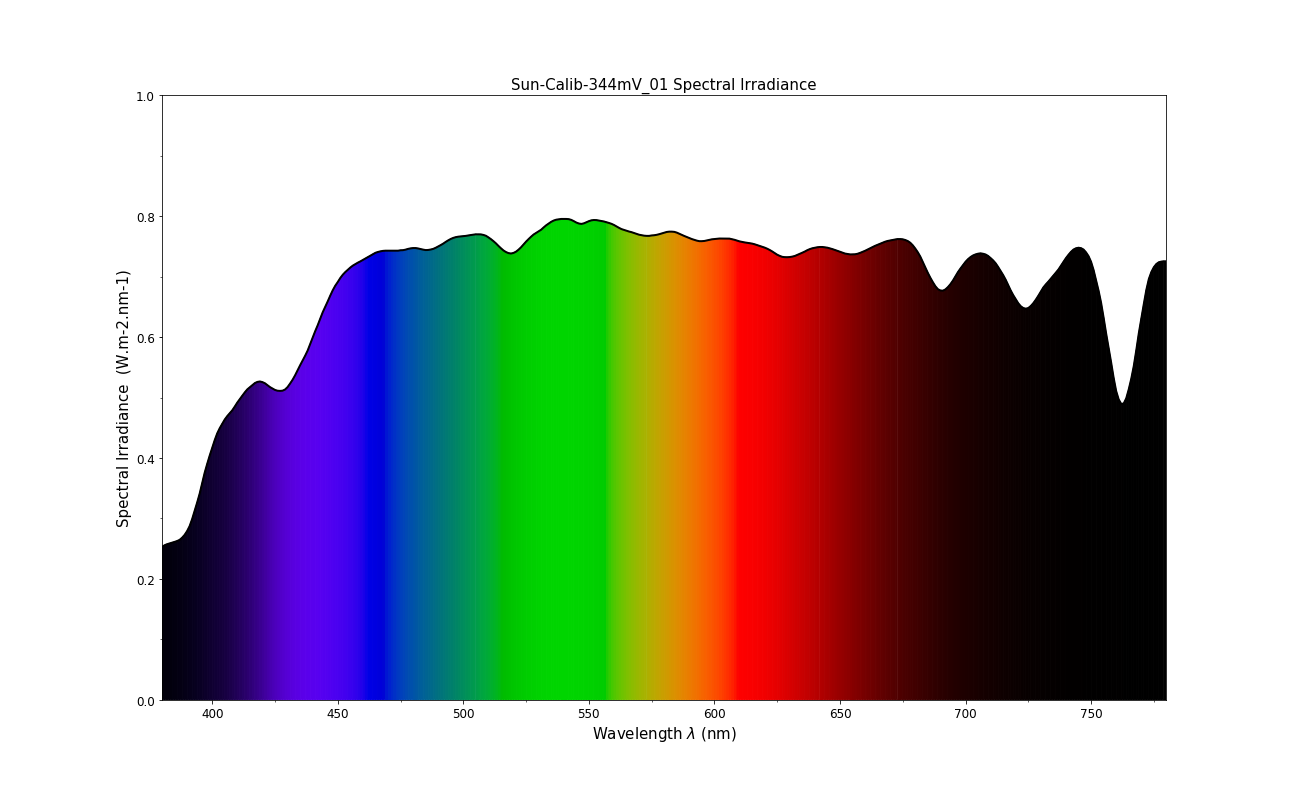 Sun-Calib-344mV_01 Spectral Irradiance
1.0
0.8
0.6
0.4
0.2
0.0
Spectral Irradiance (W.m-2.nm-1)
400 450 500 550 600 650 700 750
Wavelength λ (nm)